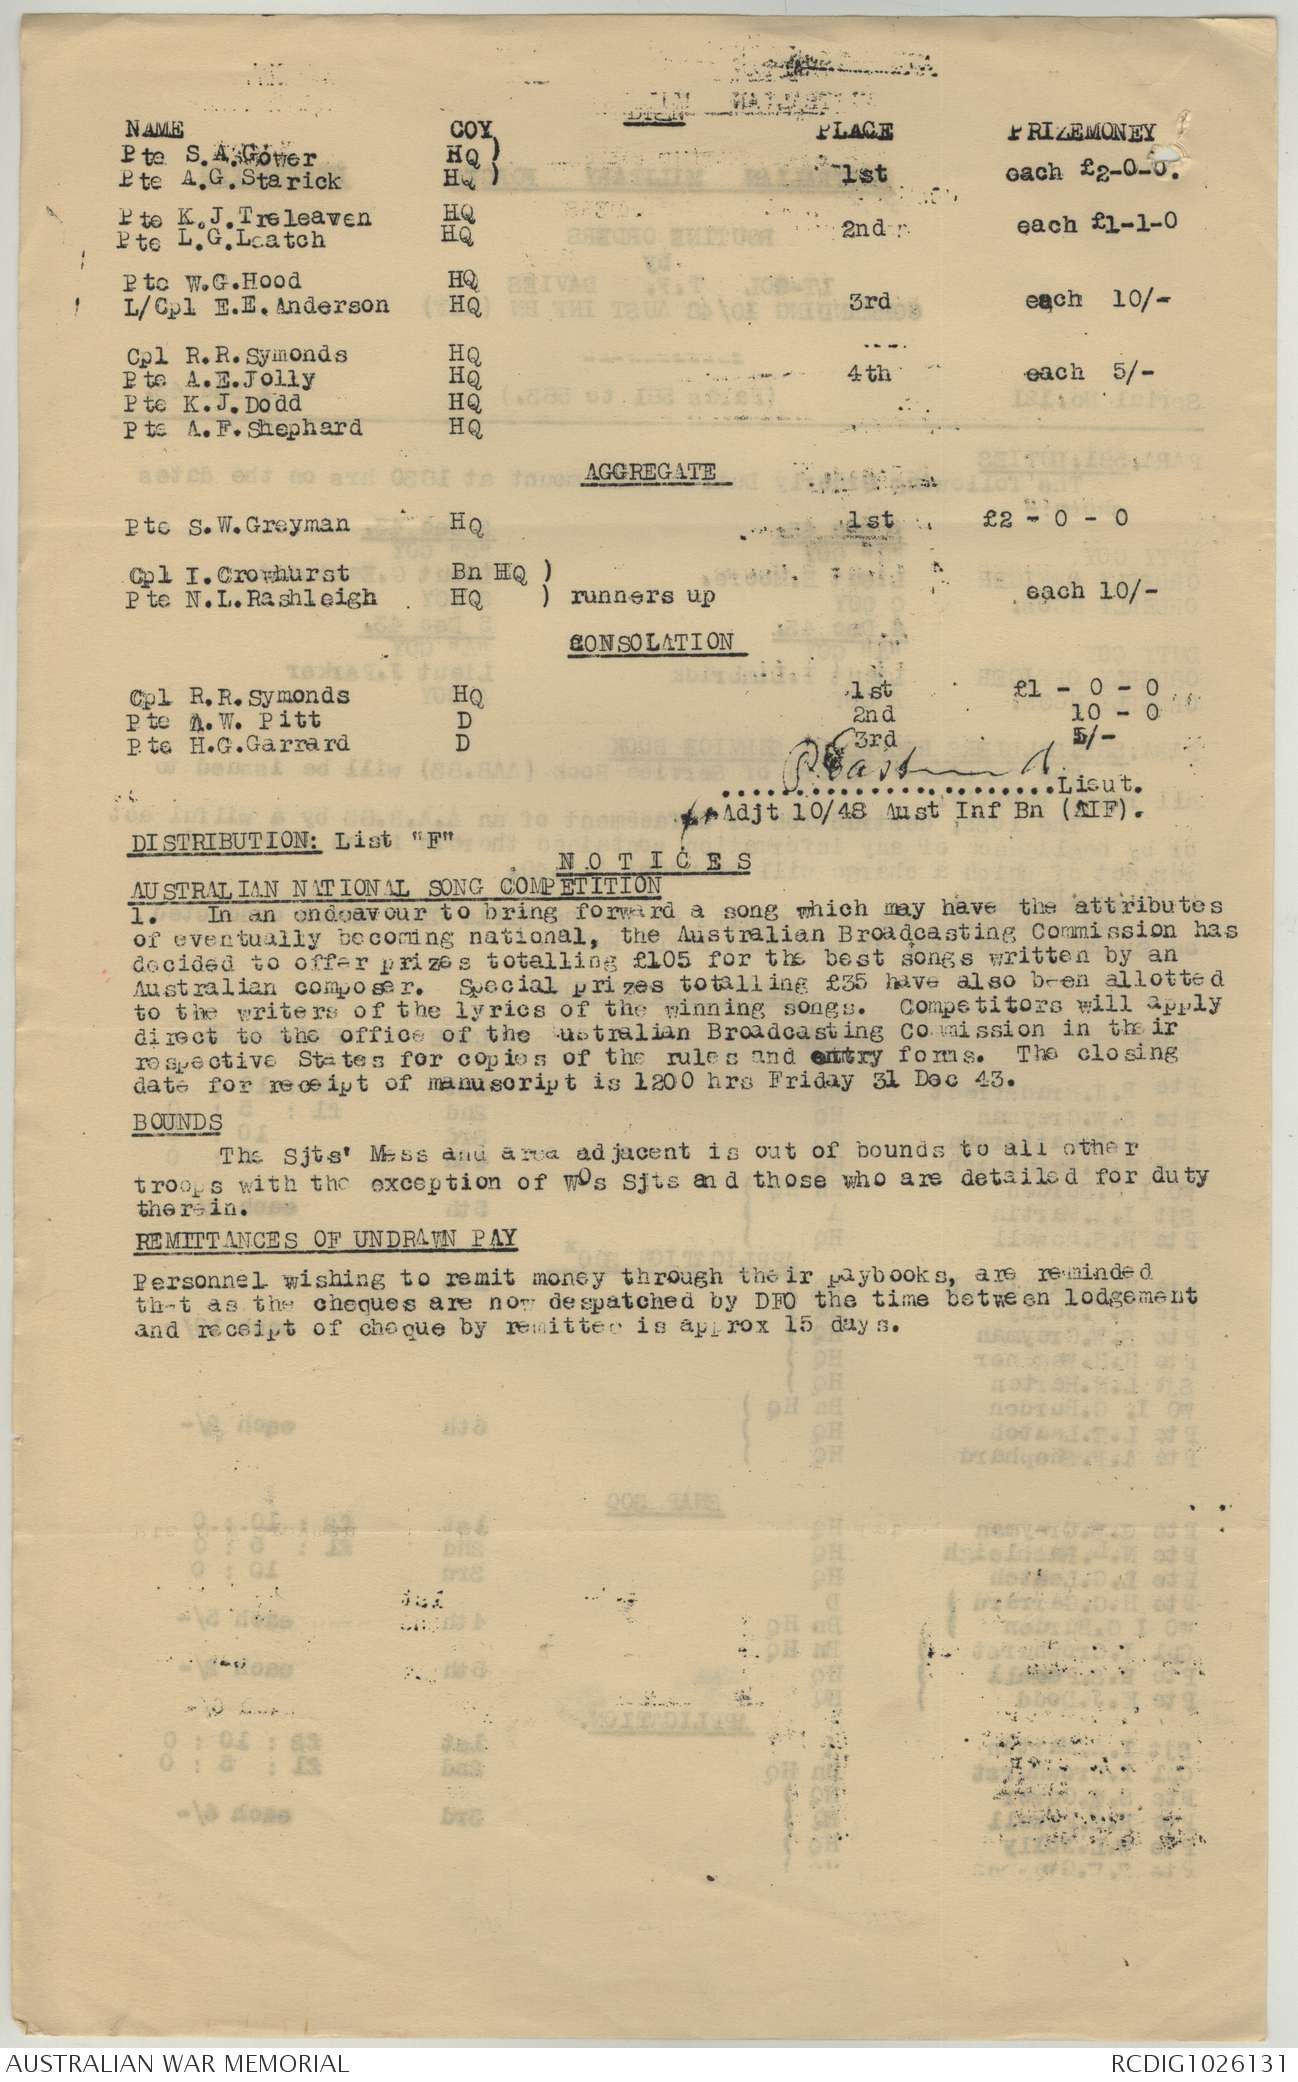 NAME COY PLACE PRIZEMONEY
Pte S.A.Gower HQ )
Pte A.G.Starick HQ ) 1st each £2-0-0.
Pte K.J.Treleaven HQ
Pte L.G.Leatch HQ 2nd each £1-1-0
Pte W.G.Hood HQ
L/Cpl E.E.Anderson HQ 3rd each 10/-
Cpl R.R.Symonds HQ
Pte A.E.Jolly HQ 4th each 5/-
Pte K.J.Dodd HQ
Pte A.F.Shephard HQ
AGGREGATE
Pte S.W.Greyman HQ 1st £2 - 0 - 0
Cpl I.Crowhurst Bn HQ )
Pte N.L.Rashleigh HQ ) runners up each 10/-
CONSOLATION
Cpl R.R.Symonds HQ 1st £1 - 0 - 0
Pte A.W. Pitt D 2nd 10 - 0
Pte H.G.Garrard D 3rd 5/-
........................Lieut.
Adjt 10/48 Aust Inf Bn (AIF).
DISTRIBUTION: List "F"
N O T I C E S
AUSTRALIAN NATIONAL SONG COMPETITION
1. In an endeavour to bring forward a song which may have the attributes
of eventually becoming national, the Australian Broadcasting Commission has
decided to offer prizes totalling £105 for the best songs written by an
Australian composer. Special prizes totalling £35 have also been allotted
to the writers of the lyrics of the winning songs. Competitors will apply
direct to the office of the Australian Broadcasting Commission in their
respective States for copies of the rules and entry forms. The closing
date for receipt of manuscript is 1200 hrs Friday 31 Dec 43.
BOUNDS
The Sjts' Mess and area adjacent is out of bounds to all other
troops with the exception of WOs Sjts and those who are detailed for duty
therein.
REMITTANCES OF UNDRAWN PAY
Personnel wishing to remit money through their paybooks, are reminded
that as the cheques are now despatched by DFO the time between lodgement
and receipt of cheque by remittee is approx 15 days.
AUSTRALIAN WAR MEMORIAL RCDIG1026131